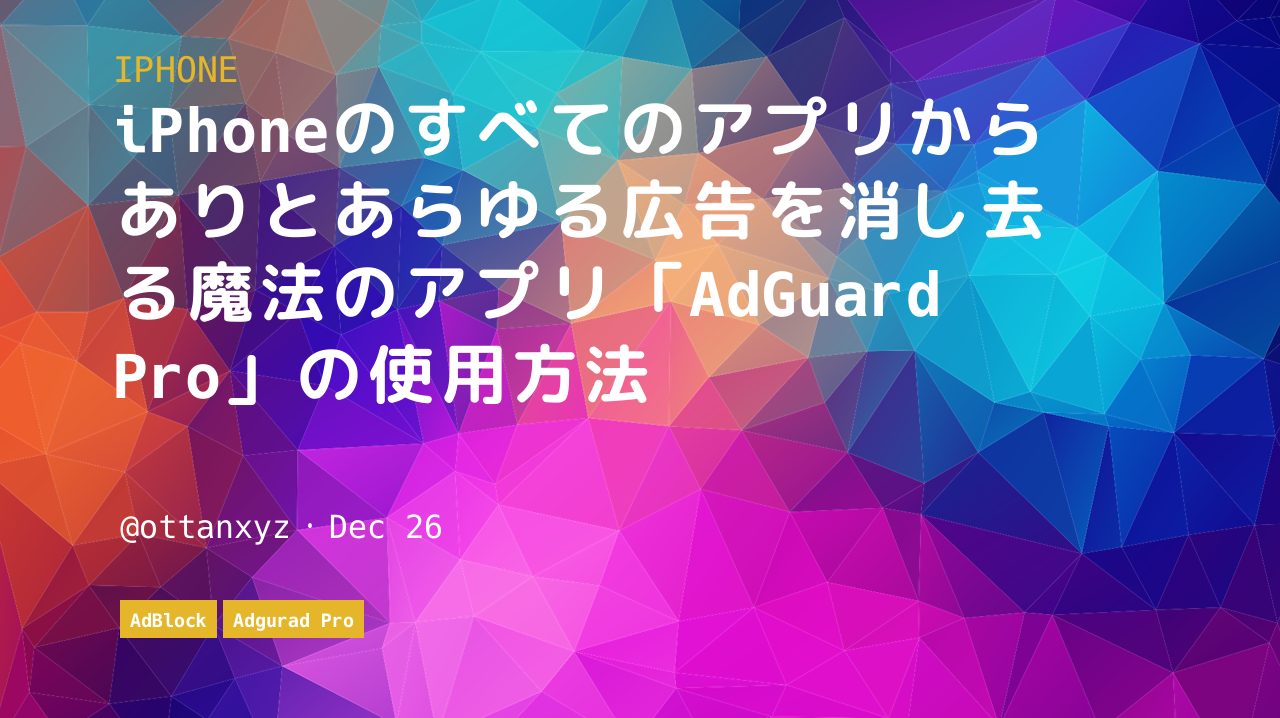 IPHONE
iPhoneのすべてのアプリから
ありとあらゆる広告を消し去
る魔法のアプリ「AdGuard
Pro」の使用方法
@ottanxyz · Dec 26
AdBlock Adgurad Pro